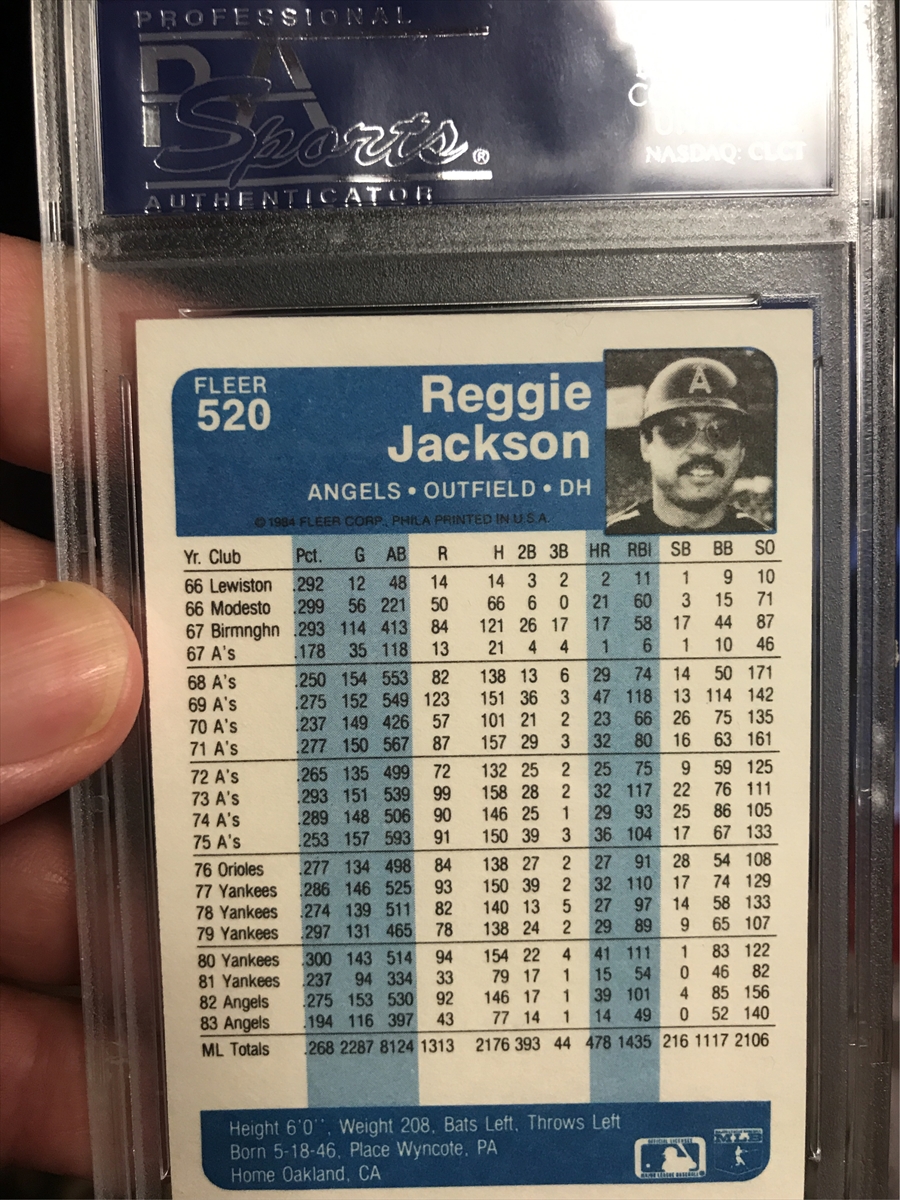 PROFESSIONAL
PSA
Sports®
AUTHENTICATOR
NASDAQ: CLCT
FLEER
520
Reggie
Jackson
ANGELS • OUTFIELD • DH
© 1984 FLEER CORP., PHILA PRINTED IN U.S.A.
Yr. Club Pct. G AB R H 2B 3B HR RBI SB BB SO
66 Lewiston .292 12 48 14 14 3 2 2 11 1 9 10
66 Modesto .299 56 221 50 66 6 0 21 60 3 15 71
67 Birmnghn .293 114 413 84 121 26 17 17 58 17 44 87
67 A's .178 35 118 13 21 4 4 1 6 1 10 46
68 A's .250 154 553 82 138 13 6 29 74 14 50 171
69 A's .275 152 549 123 151 36 3 47 118 13 114 142
70 A's .237 149 426 57 101 21 2 23 66 26 75 135
71 A's .277 150 567 87 157 29 3 32 80 16 63 161
72 A's .265 135 499 72 132 25 2 25 75 9 59 125
73 A's .293 151 539 99 158 28 2 32 117 22 76 111
74 A's .289 148 506 90 146 25 1 29 93 25 86 105
75 A's .253 157 593 91 150 39 3 36 104 17 67 133
76 Orioles .277 134 498 84 138 27 2 27 91 28 54 108
77 Yankees .286 146 525 93 150 39 2 32 110 17 74 129
78 Yankees .274 139 511 82 140 13 5 27 97 14 58 133
79 Yankees .297 131 465 78 138 24 2 29 89 9 65 107
80 Yankees .300 143 514 94 154 22 4 41 111 1 83 122
81 Yankees .237 94 334 33 79 17 1 15 54 0 46 82
82 Angels .275 153 530 92 146 17 1 39 101 4 85 156
83 Angels .194 116 397 43 77 14 1 14 49 0 52 140
ML Totals .268 2287 8124 1313 2176 393 44 478 1435 216 1117 2106
Height 6'0'', Weight 208, Bats Left, Throws Left
Born 5-18-46, Place Wyncote, PA
Home Oakland, CA
OFFICIAL LICENSEE
MAJOR LEAGUE BASEBALL
A